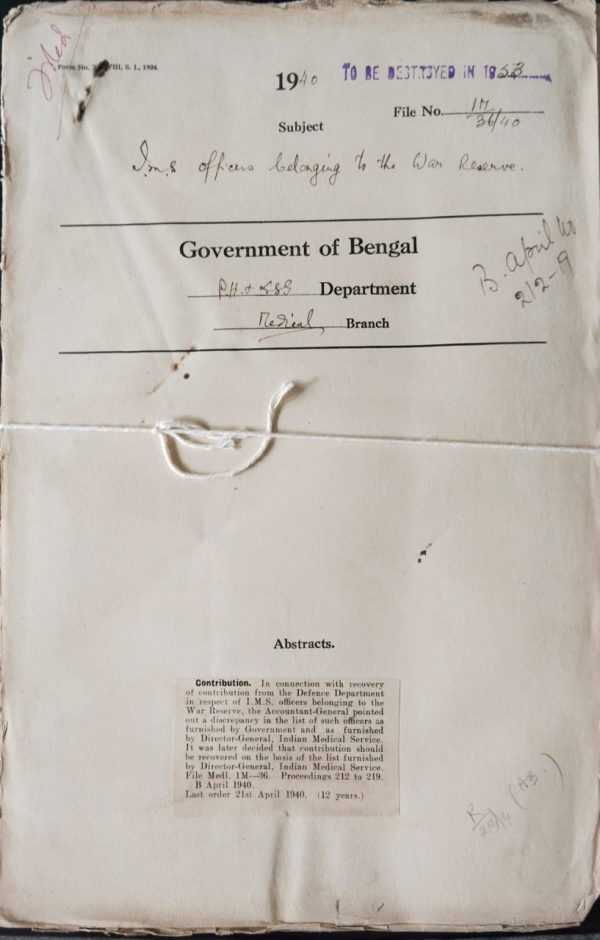 Filed
Form No. VIII, S. I., 1924.
1940 TO BE DESTROYED IN 1953
File No. 1M/36/40
Subject
I.m.s officers belonging to the War Reserve.
Government of Bengal
P.H. & LSG Department
Medical Branch
B. April 40
212-19
Abstracts.
Contribution. In connection with recovery
of contribution from the Defence Department
in respect of I.M.S. officers belonging to the
War Reserve, the Accountant-General pointed
out a discrepancy in the list of such officers as
furnished by Government and as furnished
by Director-General, Indian Medical Service.
It was later decided that contribution should
be recovered on the basis of the list furnished
by Director-General, Indian Medical Service.
File Medl. 1M—36. Proceedings 212 to 219.
B April 1940.
Last order 21st April 1940. (12 years.)